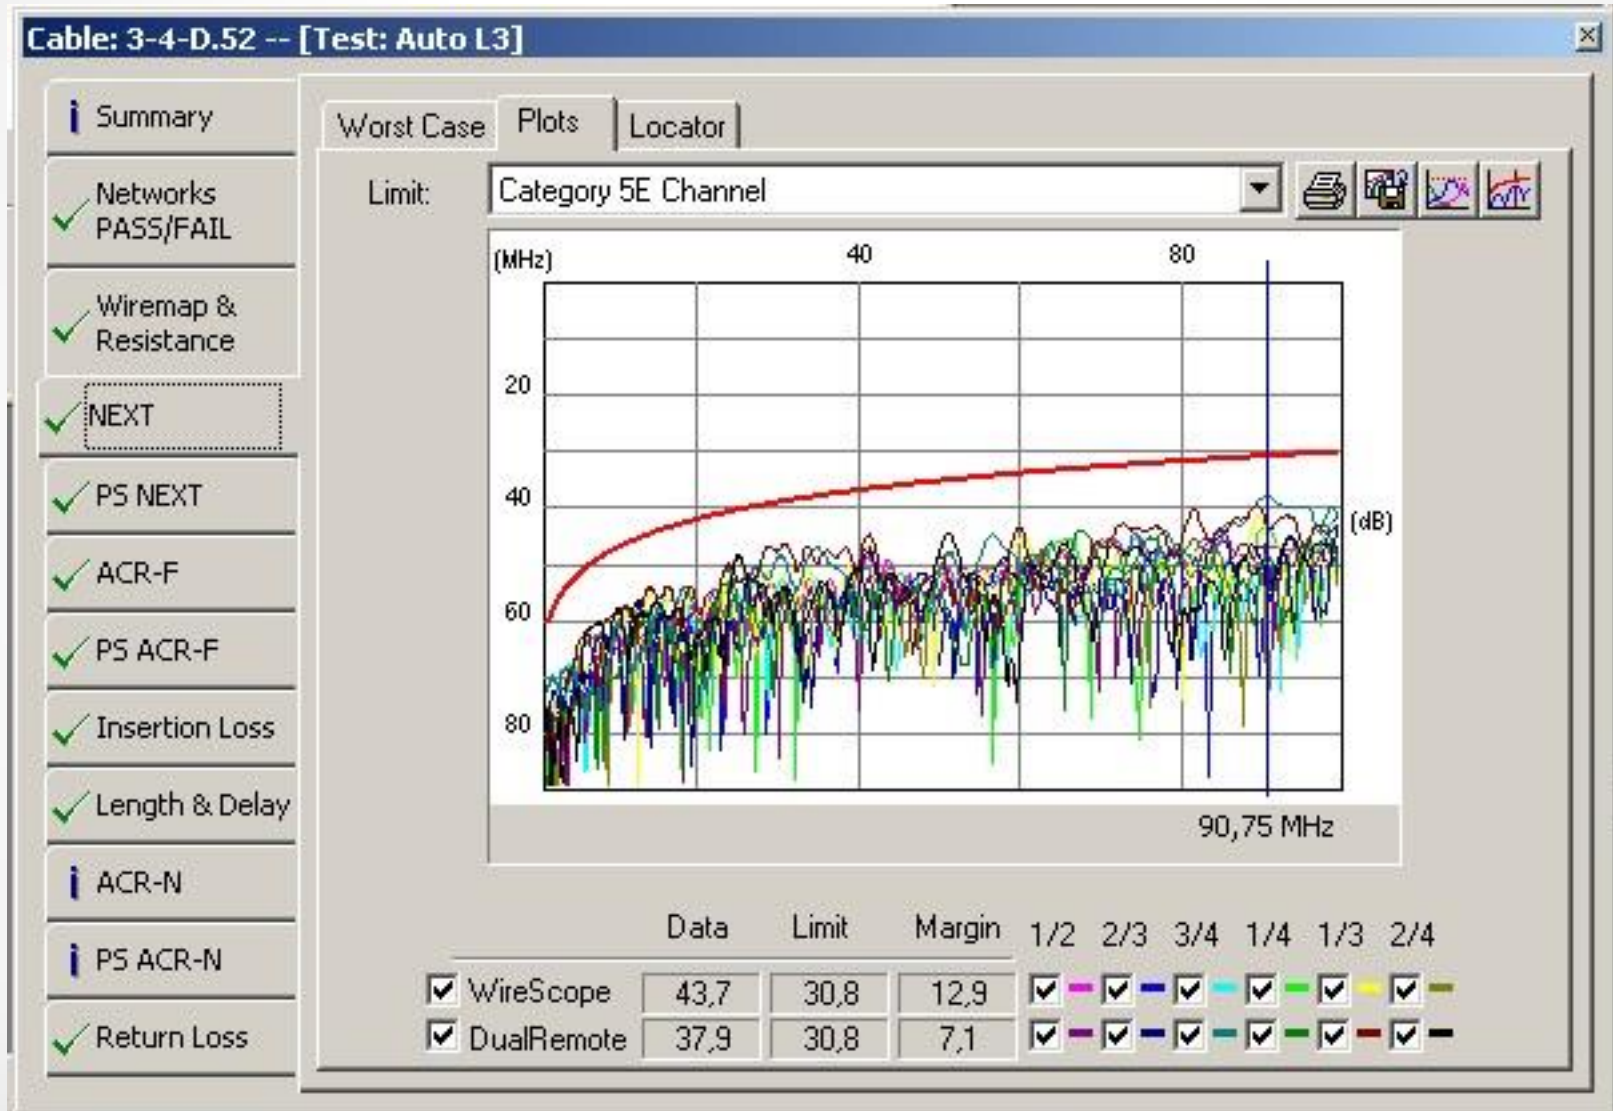 Cable: 3-4-D.52 -- [Test: Auto L3]
Summary
Networks
PASS/FAIL
Wiremap &
Resistance
NEXT
PS NEXT
ACR-F
PS ACR-F
Insertion Loss
Length & Delay
ACR-N
PS ACR-N
Return Loss
Worst Case Plots Locator
Limit: Category 5E Channel
(MHz) 40 80
20
40
(dB)
60
80
90,75 MHz
Data Limit Margin 1/2 2/3 3/4 1/4 1/3 2/4
WireScope 43,7 30,8 12,9
DualRemote 37,9 30,8 7,1